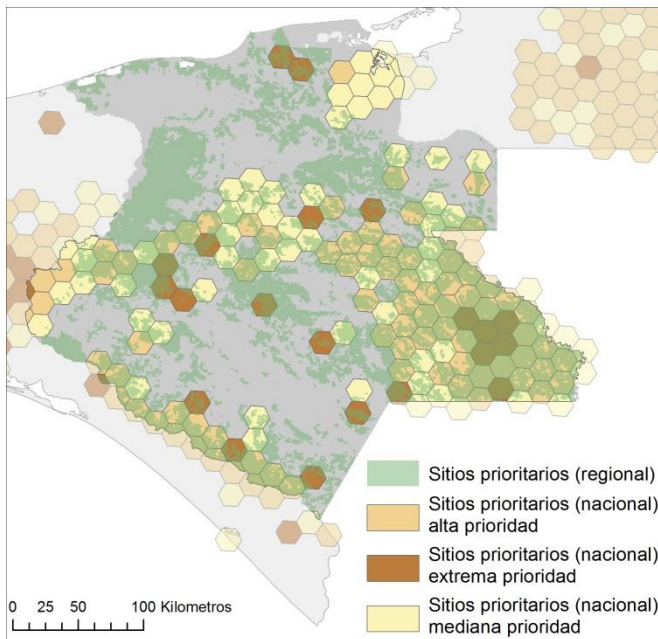 Sitios prioritarios (regional)
Sitios prioritarios (nacional)
alta prioridad
Sitios prioritarios (nacional)
extrema prioridad
Sitios prioritarios (nacional)
mediana prioridad
0 25 50 100 Kilometros